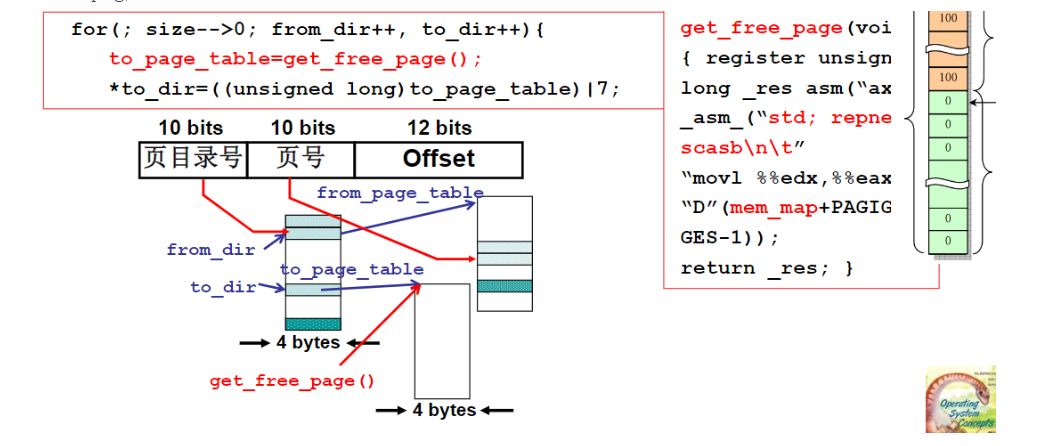 for(; size-->0; from_dir++, to_dir++){
to_page_table=get_free_page();
*to_dir=((unsigned long)to_page_table)|7;
10 bits 10 bits 12 bits
页目录号 页号 Offset
from_page_table
from_dir
to_page_table
to_dir
4 bytes
get_free_page()
4 bytes
get_free_page(voi
{ register unsign
long _res asm(“ax
_asm_(“std; repne
scasb\n\t”
“movl %%edx,%%eax
“D”(mem_map+PAGIG
GES-1));
return _res; }
100
100
0
0
0
0
0
Operating
System
Concepts